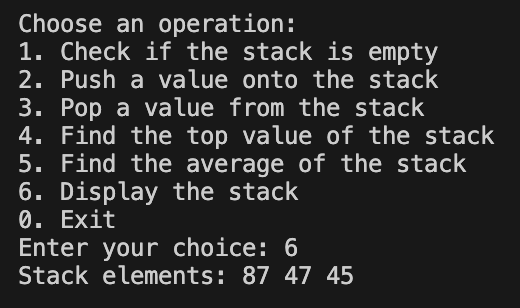 Choose an operation:
1. Check if the stack is empty
2. Push a value onto the stack
3. Pop a value from the stack
4. Find the top value of the stack
5. Find the average of the stack
6. Display the stack
0. Exit
Enter your choice: 6
Stack elements: 87 47 45